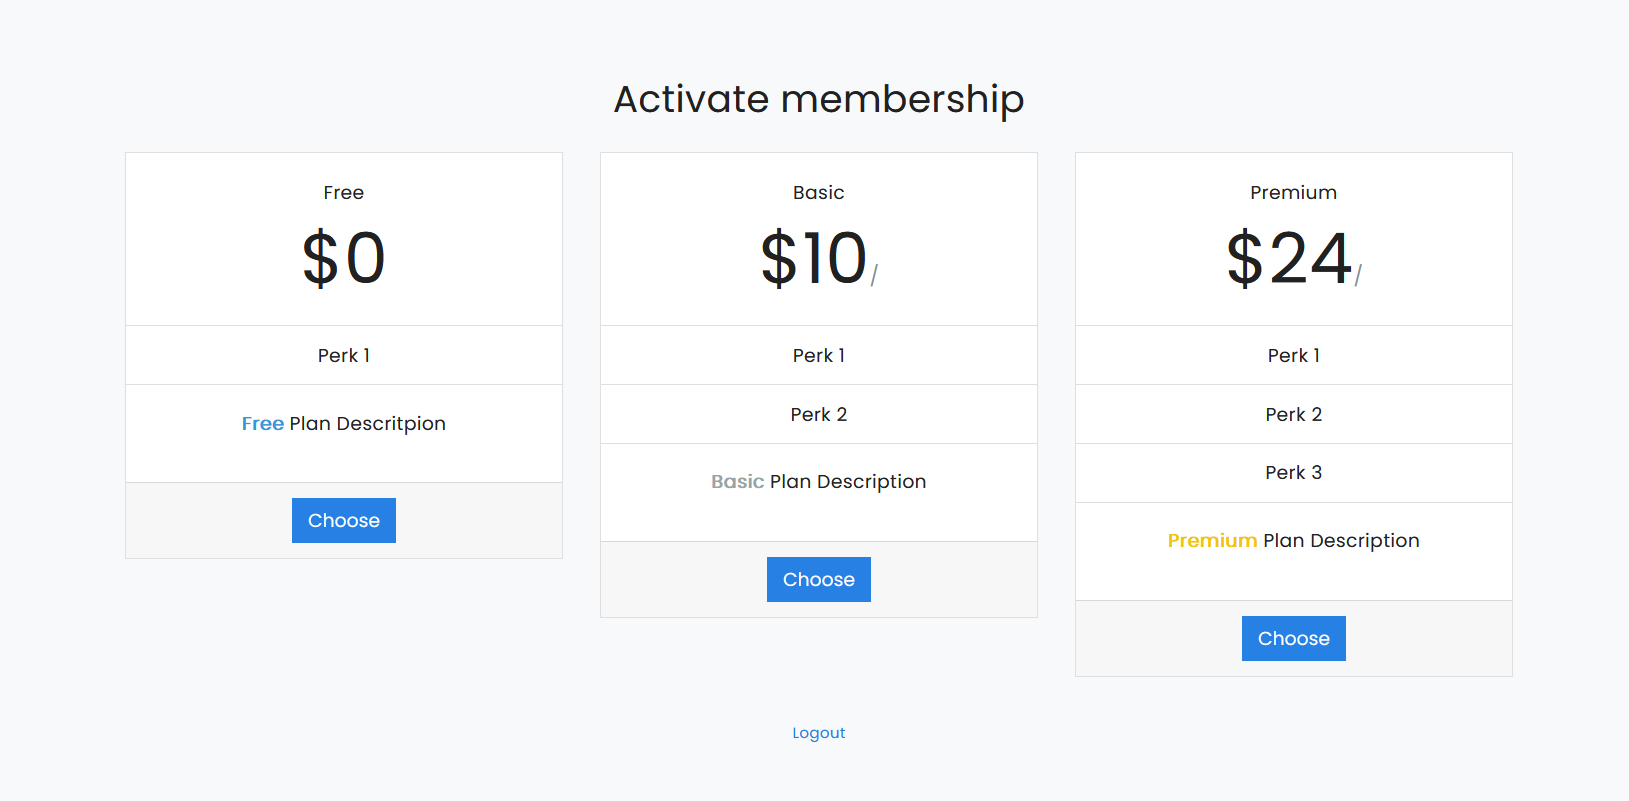 Activate membership
Free
$0
Perk 1
Free Plan Descritpion
Choose
Basic
$10/
Perk 1
Perk 2
Basic Plan Description
Choose
Premium
$24/
Perk 1
Perk 2
Perk 3
Premium Plan Description
Choose
Logout